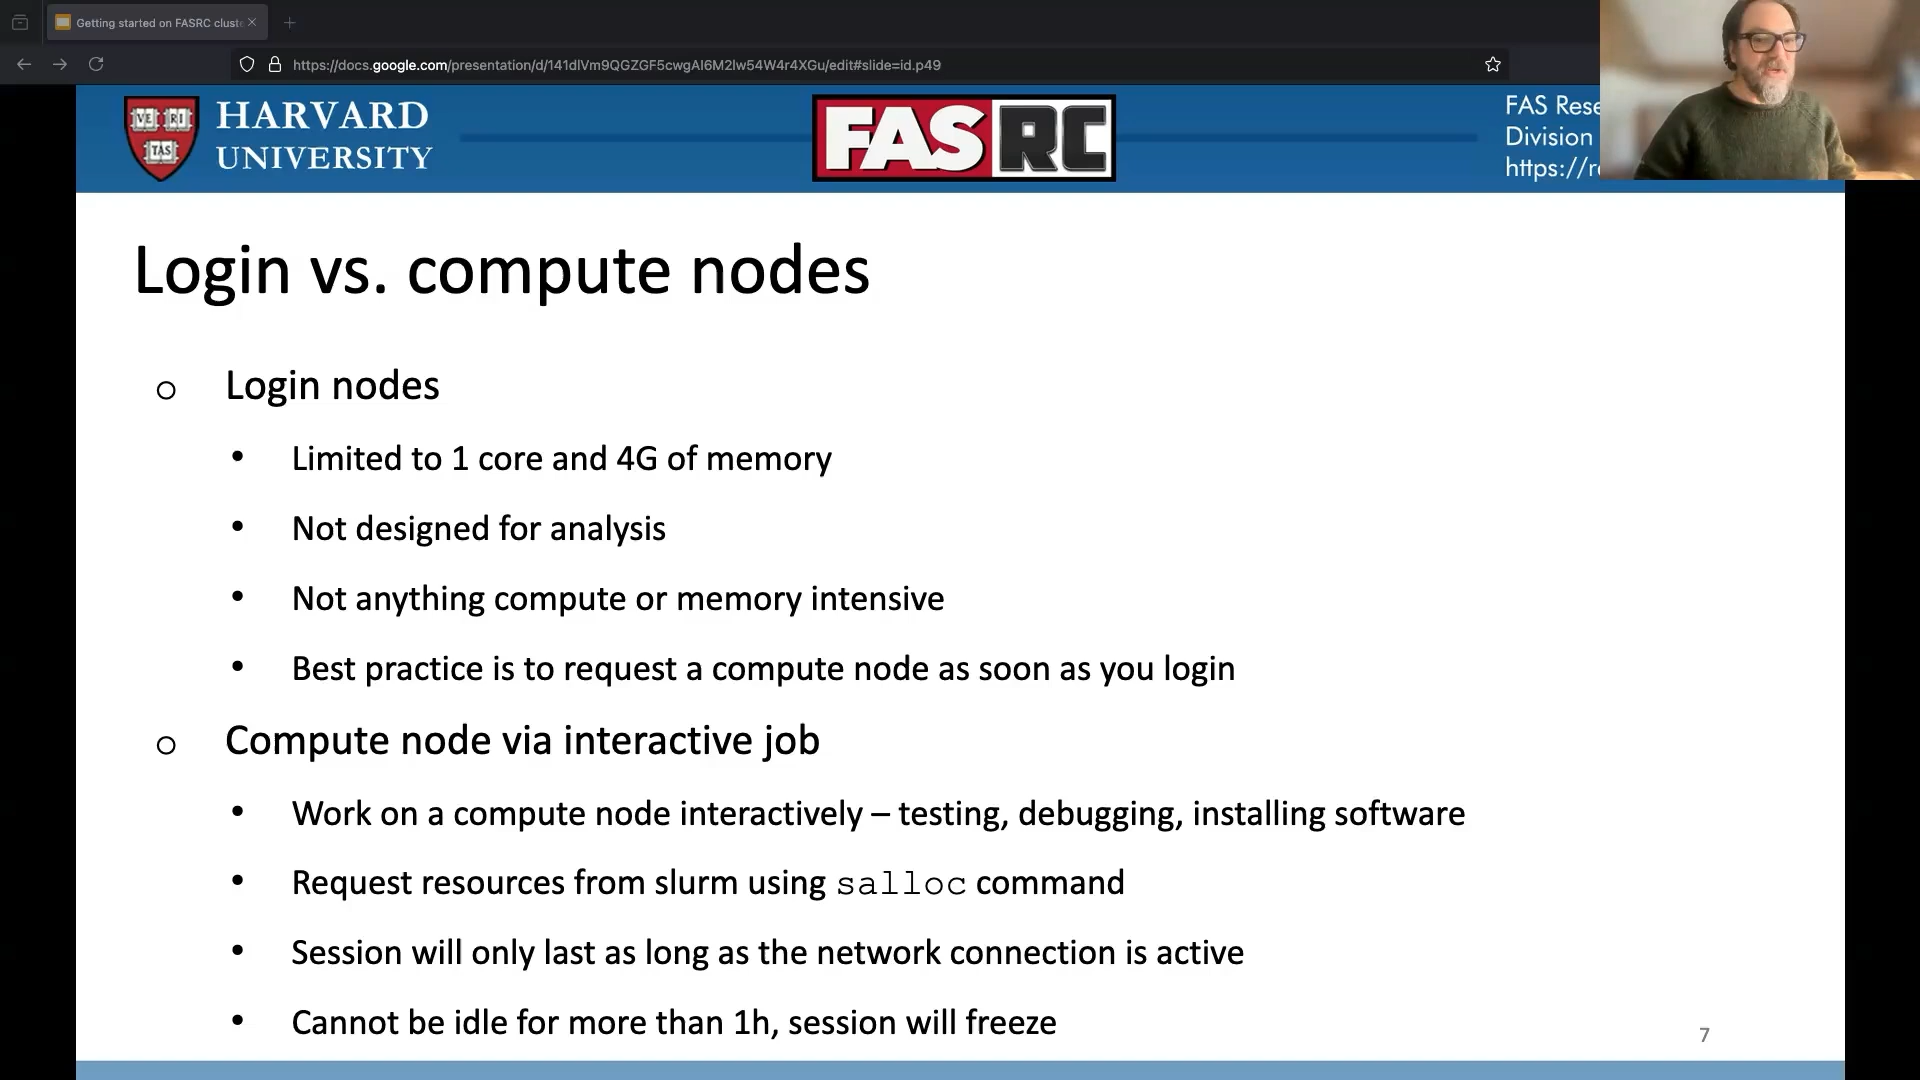 Getting started on FASRC clust
https://docs.google.com/presentation/d/141dlVm9QGZGF5cwgAI6M2lw54W4r4XGu/edit#slide=id.p49
VE RI
TAS
HARVARD
UNIVERSITY
FASRC
FAS Rese
Division
https://r
Login vs. compute nodes
o Login nodes
• Limited to 1 core and 4G of memory
• Not designed for analysis
• Not anything compute or memory intensive
• Best practice is to request a compute node as soon as you login
o Compute node via interactive job
• Work on a compute node interactively – testing, debugging, installing software
• Request resources from slurm using salloc command
• Session will only last as long as the network connection is active
• Cannot be idle for more than 1h, session will freeze
7